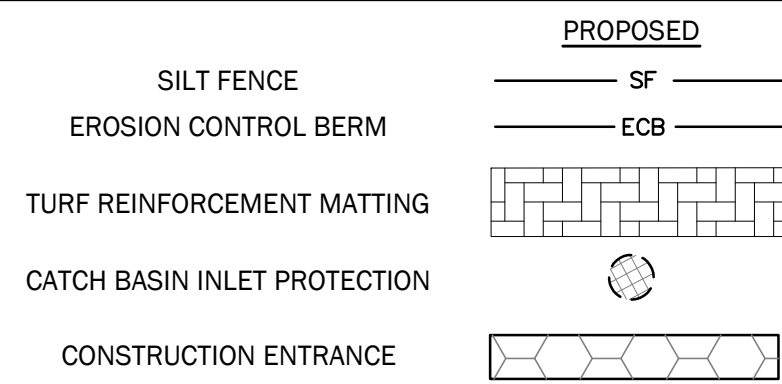 PROPOSED
SILT FENCE SF
EROSION CONTROL BERM ECB
TURF REINFORCEMENT MATTING
CATCH BASIN INLET PROTECTION
CONSTRUCTION ENTRANCE